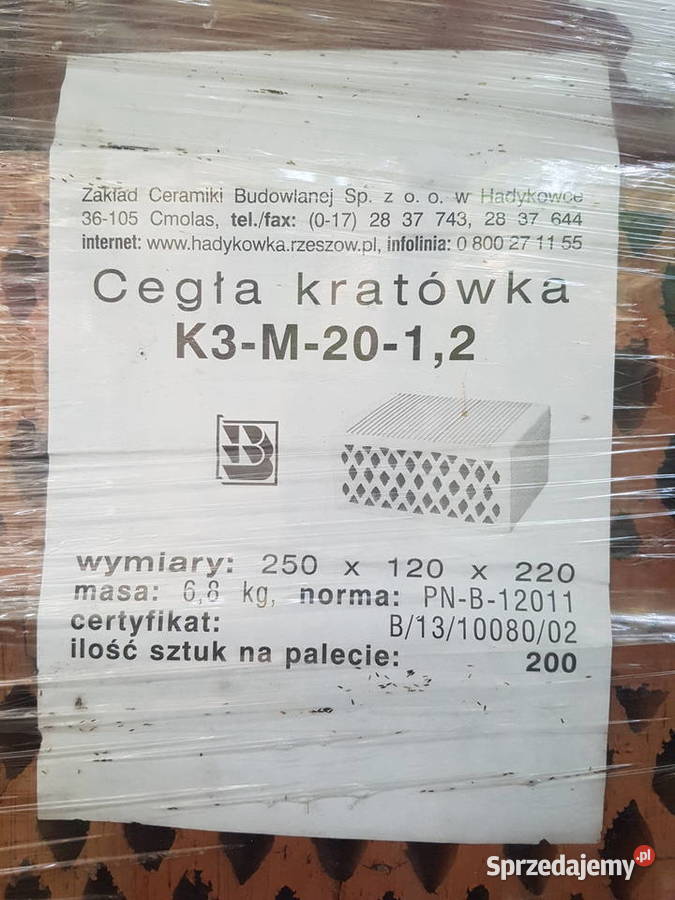 Zakład Ceramiki Budowlanej Sp. z o. o. w Hadykówce
36-105 Cmolas, tel./fax: (0-17) 28 37 743, 28 37 644
internet: www.hadykowka.rzeszow.pl, infolinia: 0 800 27 11 55
Cegła kratówka
K3-M-20-1,2
B
wymiary: 250 x 120 x 220
masa: 6,8 kg, norma: PN-B-12011
certyfikat: B/13/10080/02
ilość sztuk na palecie: 200
Sprzedajemy.pl